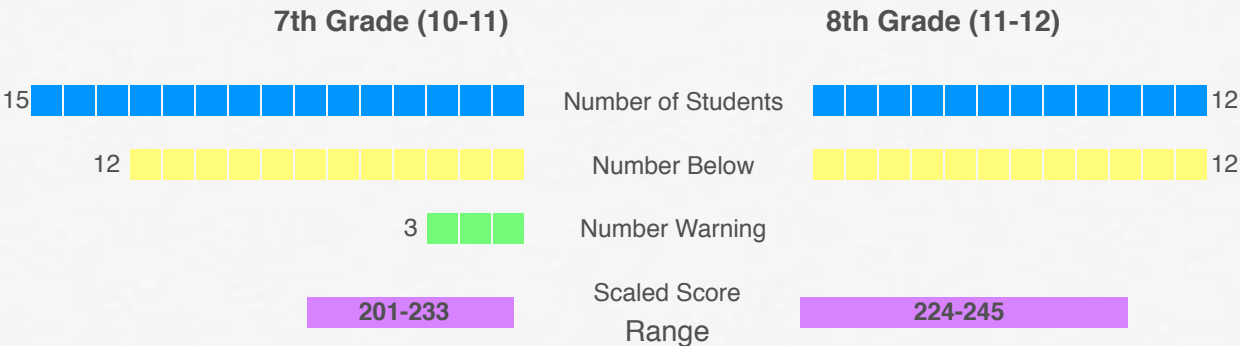 7th Grade (10-11)
8th Grade (11-12)
15
Number of Students
12
12
Number Below
12
3
Number Warning
Scaled Score
Range
201-233
224-245